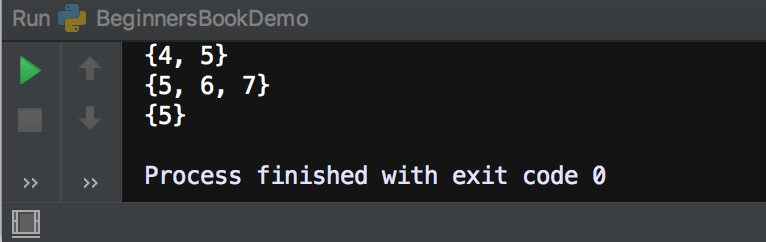 Run BeginnersBookDemo
{4, 5}
{5, 6, 7}
{5}
Process finished with exit code 0